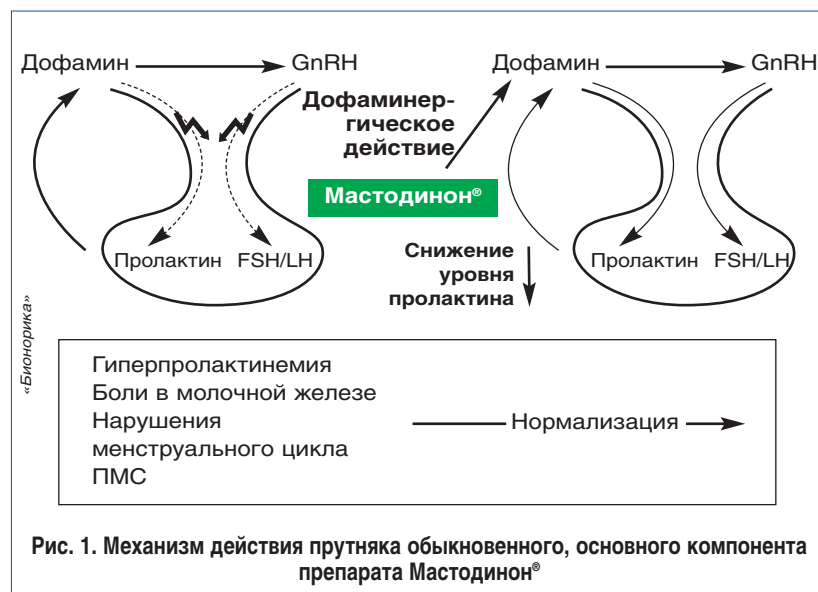 Дофамин
GnRH
Дофаминер-
гическое
действие
Мастодинон®
Дофамин
GnRH
Пролактин
FSH/LH
Снижение
уровня
пролактина
Пролактин
FSH/LH
«Бионорика»
Гиперпролактинемия
Боли в молочной железе
Нарушения
менструального цикла
ПМС
Нормализация
Рис. 1. Механизм действия прутняка обыкновенного, основного компонента
препарата Мастодинон®